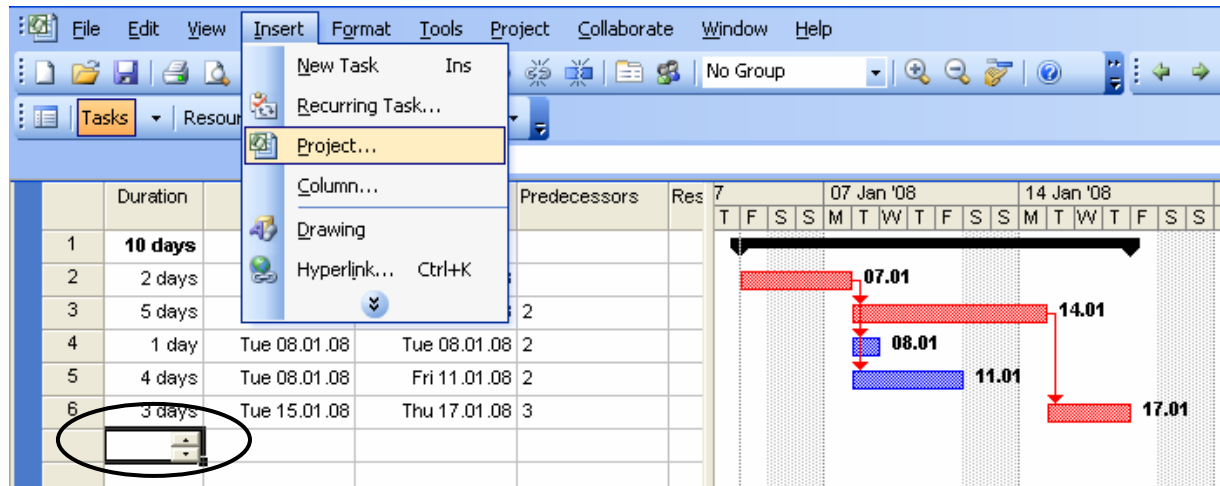 File Edit View Insert Format Tools Project Collaborate Window Help
New Task Ins
No Group
Tasks
Recurring Task...
Project...
Column...
Drawing
Hyperlink... Ctrl+K
Duration Predecessors Res 7 07 Jan '08 14 Jan '08
T F S S M T W T F S S M T W T F S S
1 10 days
2 2 days 07.01
3 5 days 2 14.01
4 1 day Tue 08.01.08 Tue 08.01.08 2 08.01
5 4 days Tue 08.01.08 Fri 11.01.08 2 11.01
6 3 days Tue 15.01.08 Thu 17.01.08 3 17.01